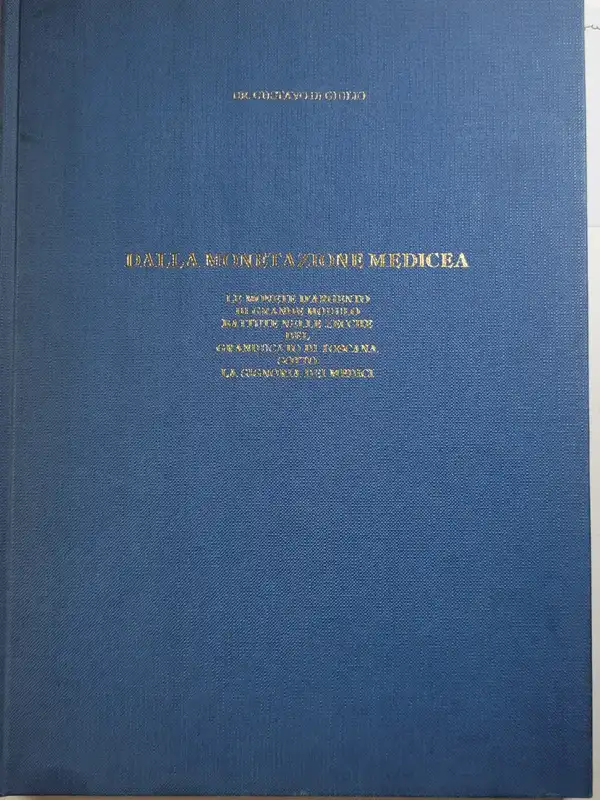 DR. GUSTAVO DI GIULIO
DALLA MONETAZIONE MEDICEA
LE MONETE D'ARGENTO
DI GRANDE MODULO
BATTUTE NELLE ZECCHE
DEL
GRANDUCATO DI TOSCANA
SOTTO
LA SIGNORIA DEI MEDICI